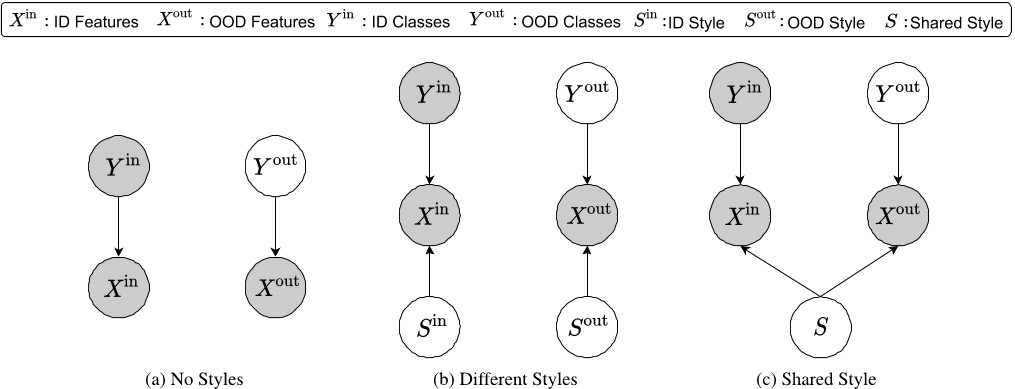 X^in : ID Features X^out : OOD Features Y^in : ID Classes Y^out : OOD Classes S^in : ID Style S^out : OOD Style S : Shared Style
Y^in Y^out
X^in X^out
(a) No Styles
Y^in Y^out
X^in X^out
S^in S^out
(b) Different Styles
Y^in Y^out
X^in X^out
S
(c) Shared Style